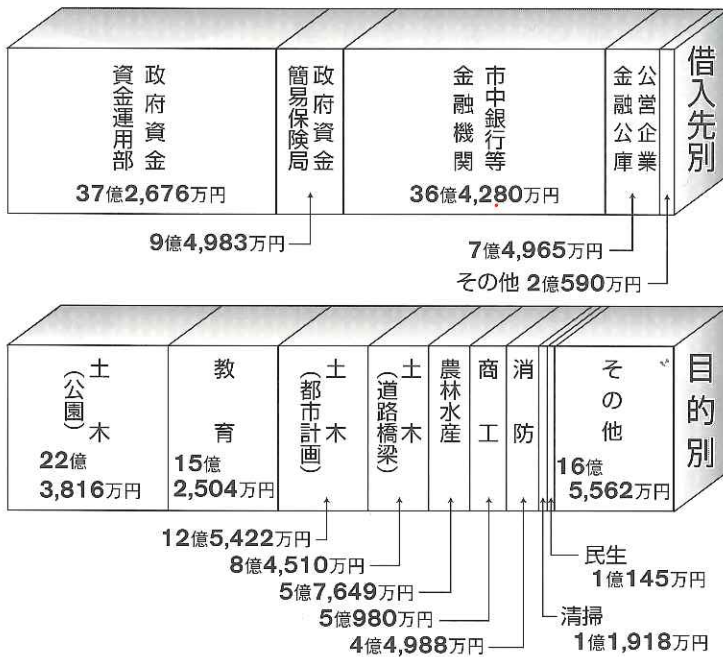 借入先別
政府資金
資金運用部
37億2,676万円
政府資金
簡易保険局
9億4,983万円
市中銀行等
金融機関
36億4,280万円
公営企業
金融公庫
7億4,965万円
その他 2億590万円
目的別
土木
(公園)
22億
3,816万円
教育
15億
2,504万円
土木
(都市計画)
12億5,422万円
土木
(道路橋梁)
8億4,510万円
農林水産
5億7,649万円
商工
5億980万円
消防
4億4,988万円
清掃
1億1,918万円
民生
1億145万円
その他
16億
5,562万円